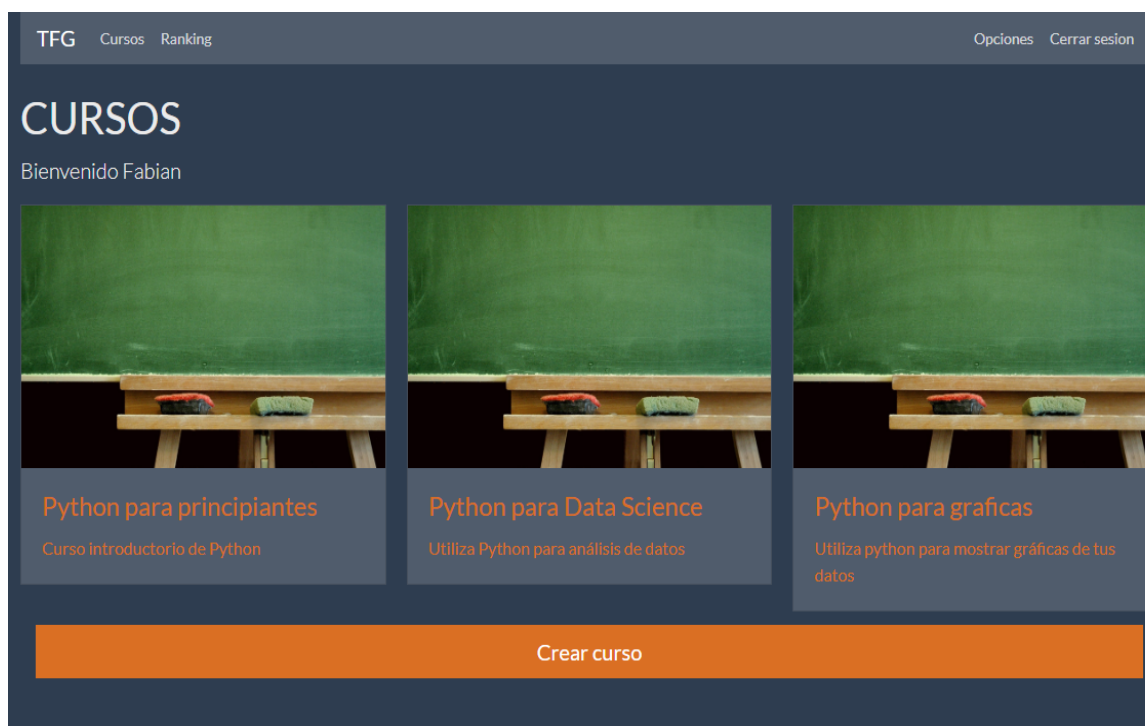 TFG Cursos Ranking Opciones Cerrar sesion
CURSOS
Bienvenido Fabian
Python para principiantes
Curso introductorio de Python
Python para Data Science
Utiliza Python para análisis de datos
Python para graficas
Utiliza python para mostrar gráficas de tus
datos
Crear curso